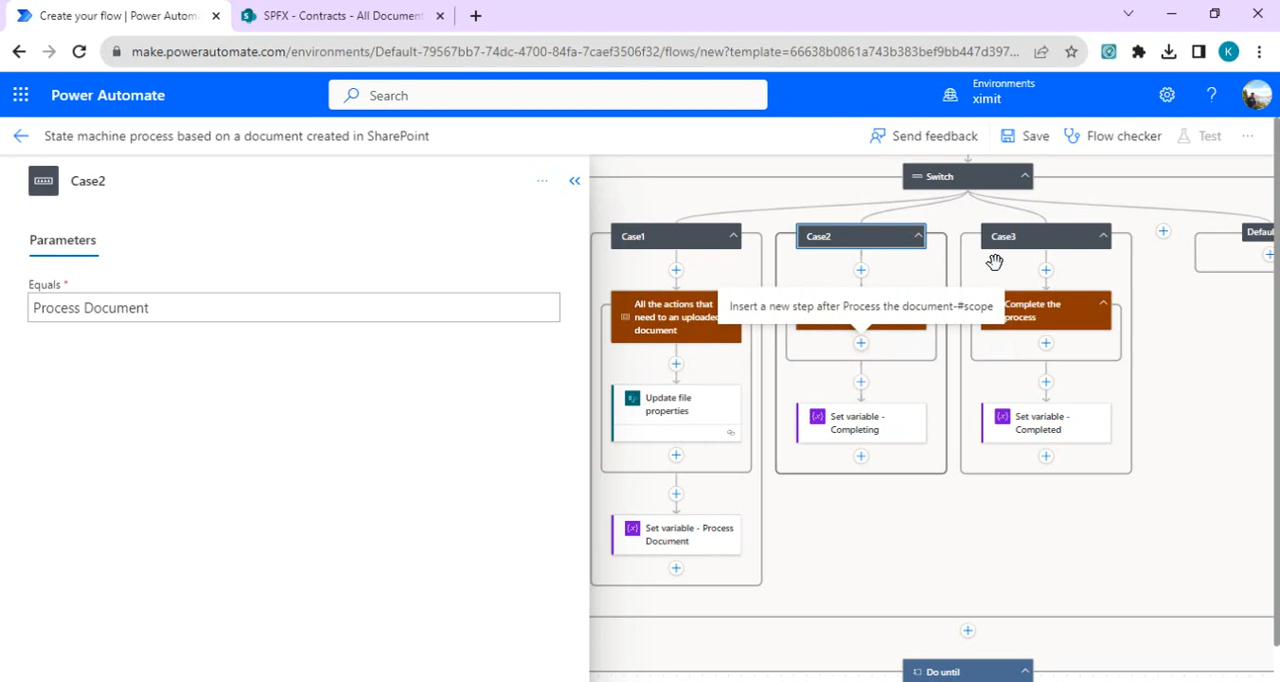 Create your flow | Power Autom
SPFX - Contracts - All Document
make.powerautomate.com/environments/Default-79567bb7-74dc-4700-84fa-7caef3506f32/flows/new?template=66638b0861a743b383bef9bb447d397...
K
Power Automate
Search
Environments
ximit
State machine process based on a document created in SharePoint
Send feedback
Save
Flow checker
Test
Case2
Parameters
Equals *
Process Document
Switch
Case1
Case2
Case3
Defaul
All the actions that
need to an uploaded
document
Insert a new step after Process the document-#scope
Complete the
process
Update file
properties
Set variable -
Completing
Set variable -
Completed
Set variable - Process
Document
Do until